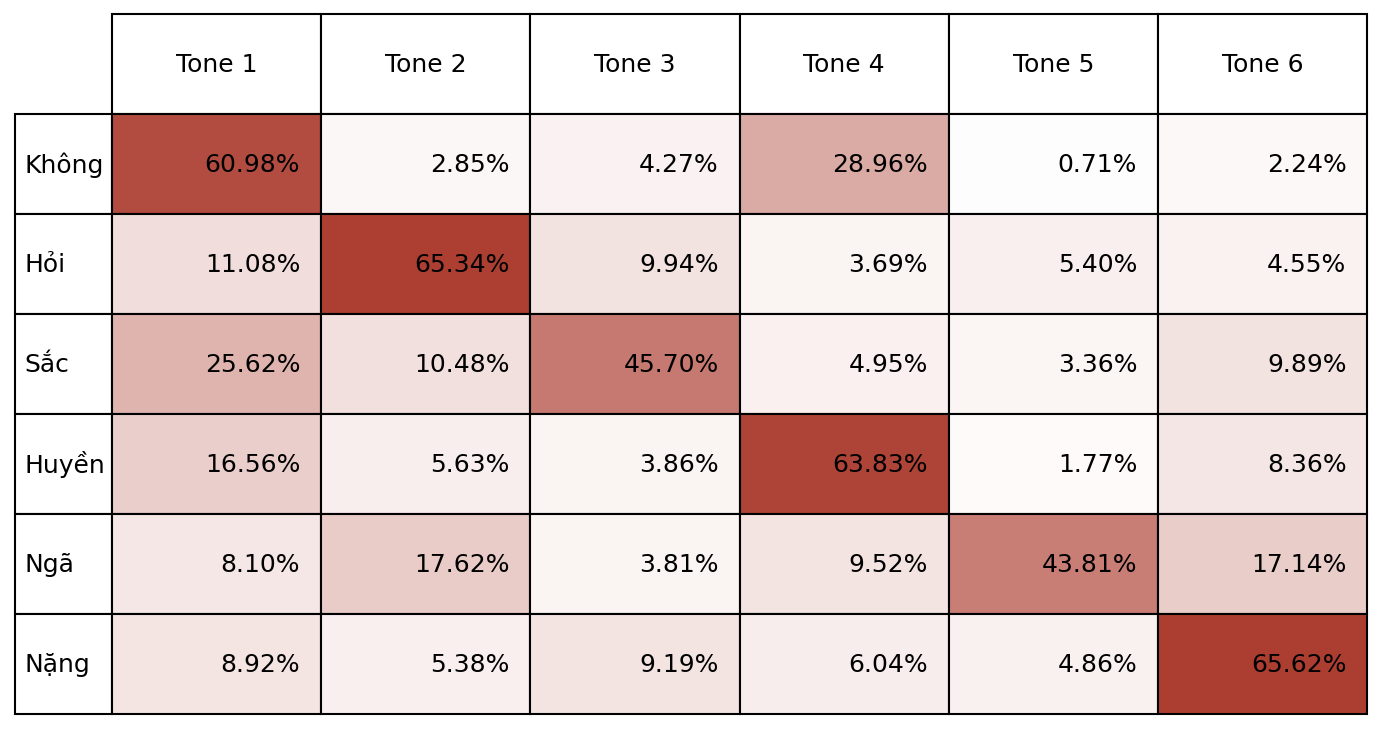 Tone 1 Tone 2 Tone 3 Tone 4 Tone 5 Tone 6
Không 60.98% 2.85% 4.27% 28.96% 0.71% 2.24%
Hỏi 11.08% 65.34% 9.94% 3.69% 5.40% 4.55%
Sắc 25.62% 10.48% 45.70% 4.95% 3.36% 9.89%
Huyền 16.56% 5.63% 3.86% 63.83% 1.77% 8.36%
Ngã 8.10% 17.62% 3.81% 9.52% 43.81% 17.14%
Nặng 8.92% 5.38% 9.19% 6.04% 4.86% 65.62%